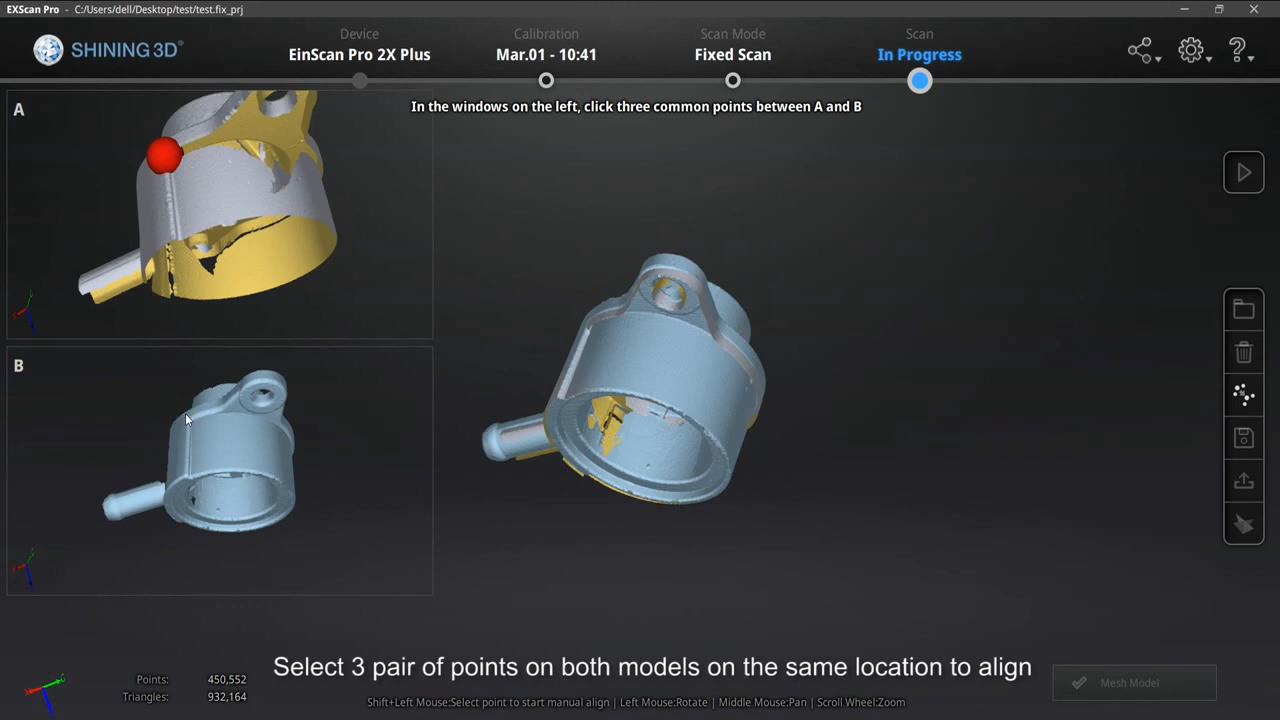 EXScan Pro - C:/Users/dell/Desktop/test/test.fix_prj
SHINING 3D®
Device
EinScan Pro 2X Plus
Calibration
Mar.01 - 10:41
Scan Mode
Fixed Scan
Scan
In Progress
In the windows on the left, click three common points between A and B
A
B
Select 3 pair of points on both models on the same location to align
Points: 450,552
Triangles: 932,164
Shift+Left Mouse:Select point to start manual align | Left Mouse:Rotate | Middle Mouse:Pan | Scroll Wheel:Zoom
Mesh Model